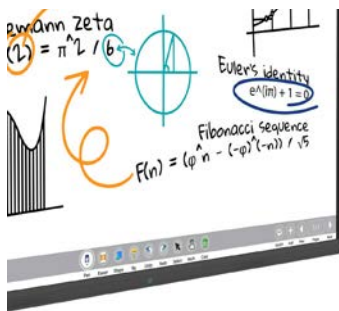 emann zeta
(2) = π^2 / 6
Euler's identity
e^(iπ) + 1 = 0
Fibonacci sequence
F(n) = (φ^n - (-φ)^(-n)) / √5